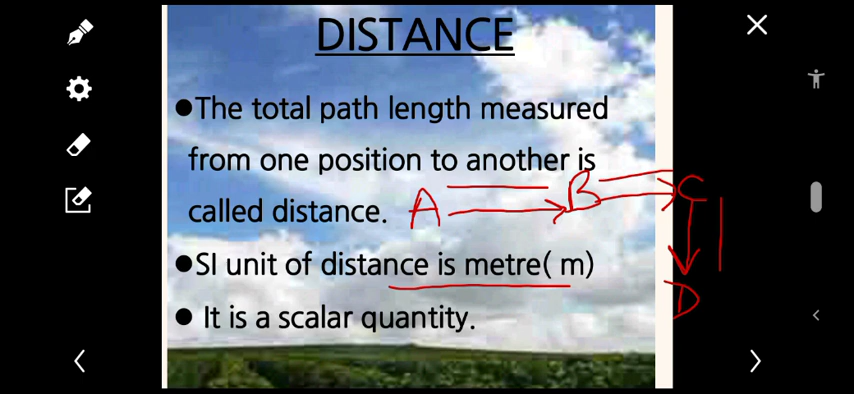 DISTANCE
●The total path length measured
from one position to another is
called distance. A B C
●SI unit of distance is metre( m)
D
● It is a scalar quantity.